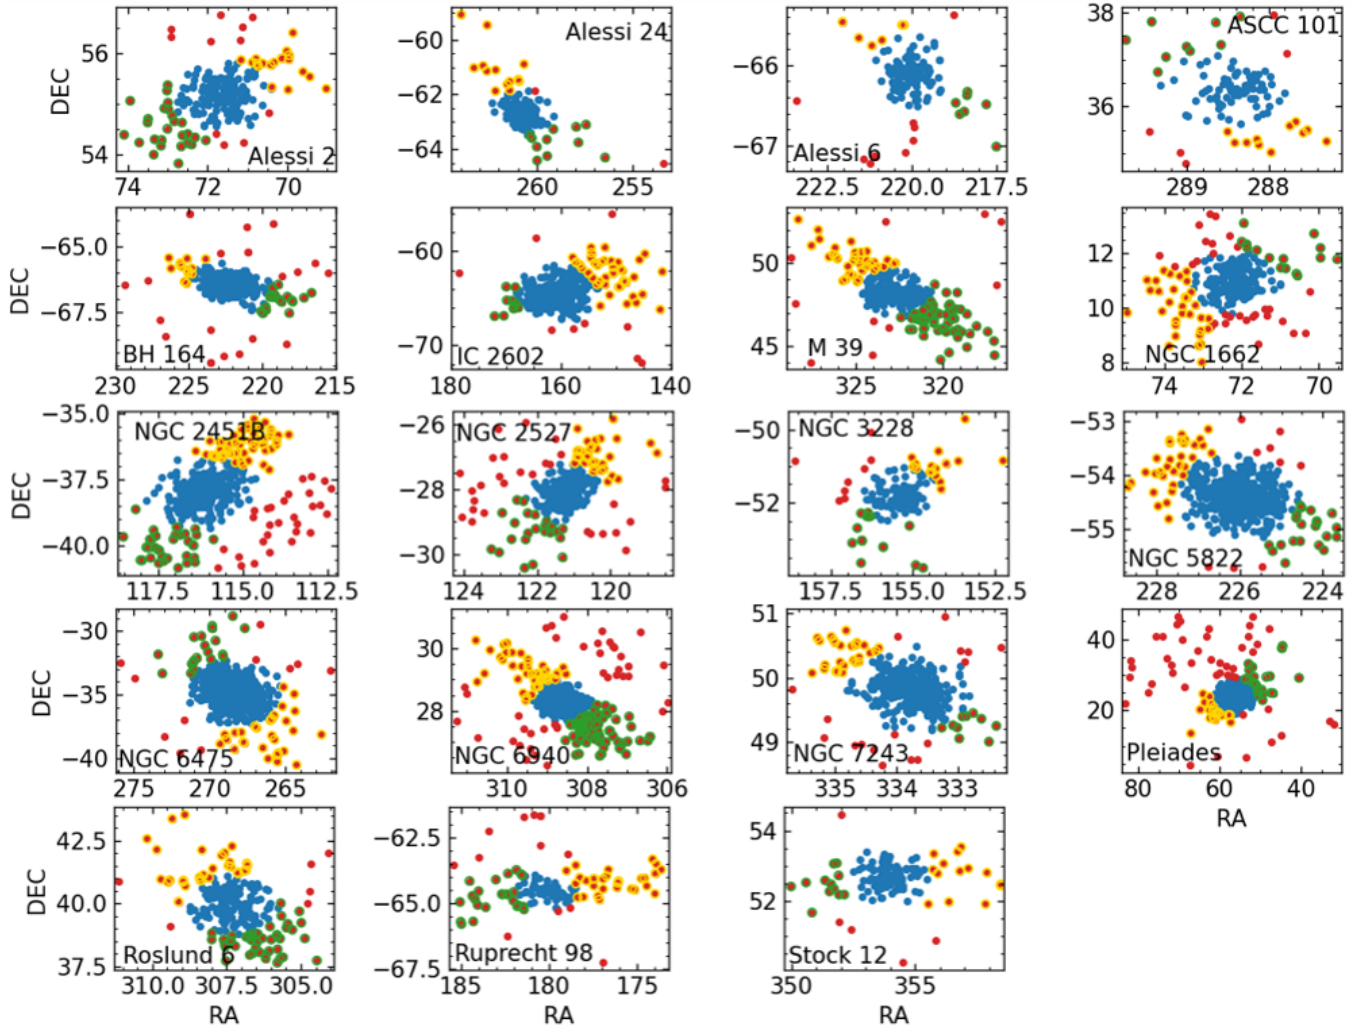 DEC
56
54
Alessi 2
74 72 70
−60
−62
−64
Alessi 24
260 255
−66
−67
Alessi 6
222.5 220.0 217.5
38
36
ASCC 101
289 288
DEC
−65.0
−67.5
BH 164
230 225 220 215
−60
−70
IC 2602
180 160 140
50
45
M 39
325 320
12
10
8
NGC 1662
74 72 70
DEC
−35.0
−37.5
−40.0
NGC 2451B
117.5 115.0 112.5
−26
−28
−30
NGC 2527
124 122 120
−50
−52
NGC 3228
157.5 155.0 152.5
−53
−54
−55
NGC 5822
228 226 224
DEC
−30
−35
−40
NGC 6475
275 270 265
30
28
NGC 6940
310 308 306
51
50
49
NGC 7243
335 334 333
40
20
Pleiades
80 60 40
RA
DEC
42.5
40.0
37.5
Roslund 6
310.0 307.5 305.0
RA
−62.5
−65.0
−67.5
Ruprecht 98
185 180 175
RA
54
52
Stock 12
350 355
RA